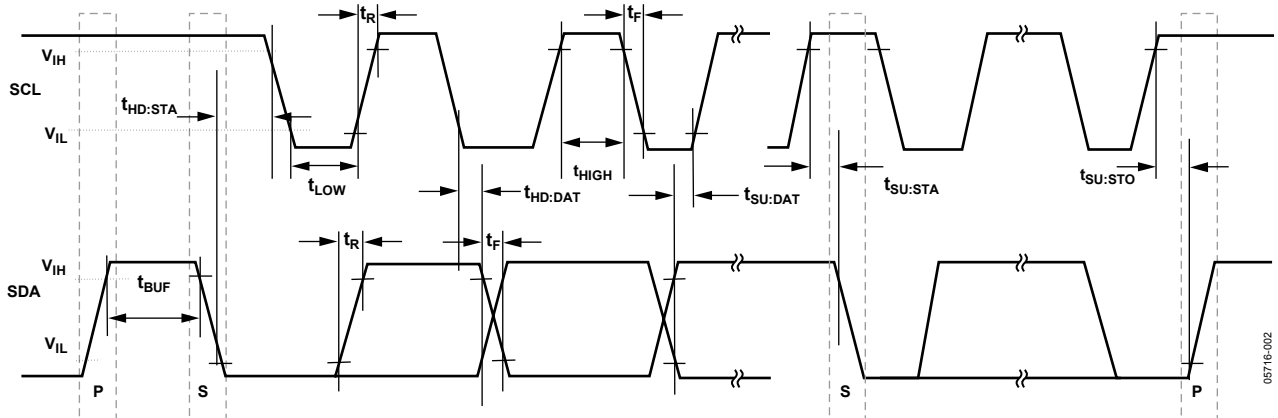 tR
tF
VIH
SCL
tHD:STA
VIL
tLOW
tHIGH
tHD:DAT
tSU:DAT
tSU:STA
tSU:STO
tR
tF
VIH
SDA
tBUF
VIL
P
S
S
P
05716-002